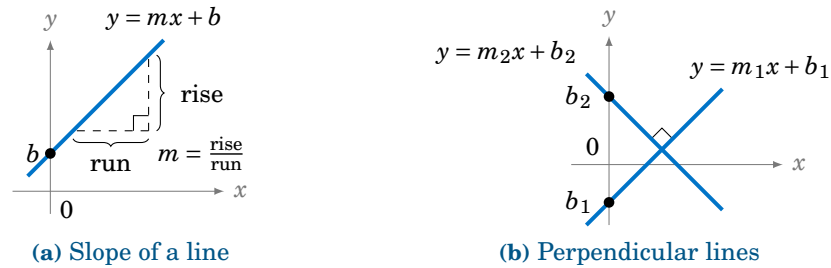 y
y = mx + b
rise
b
run
m = rise/run
0
x
(a) Slope of a line
y
y = m₂x + b₂
y = m₁x + b₁
b₂
0
x
b₁
(b) Perpendicular lines